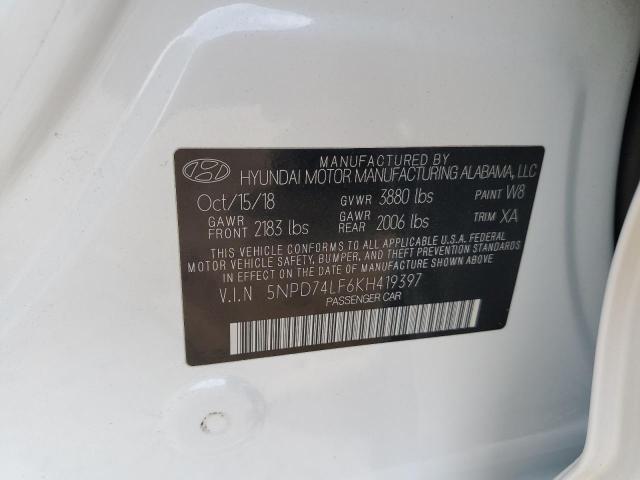 MANUFACTURED BY
HYUNDAI MOTOR MANUFACTURING ALABAMA, LLC
Oct/15/18 GVWR 3880 lbs PAINT W8
GAWR FRONT 2183 lbs GAWR REAR 2006 lbs TRIM XA
THIS VEHICLE CONFORMS TO ALL APPLICABLE U.S.A. FEDERAL
MOTOR VEHICLE SAFETY, BUMPER, AND THEFT PREVENTION STANDARDS
IN EFFECT ON THE DATE OF MANUFACTURE SHOWN ABOVE
V.I.N 5NPD74LF6KH419397
PASSENGER CAR